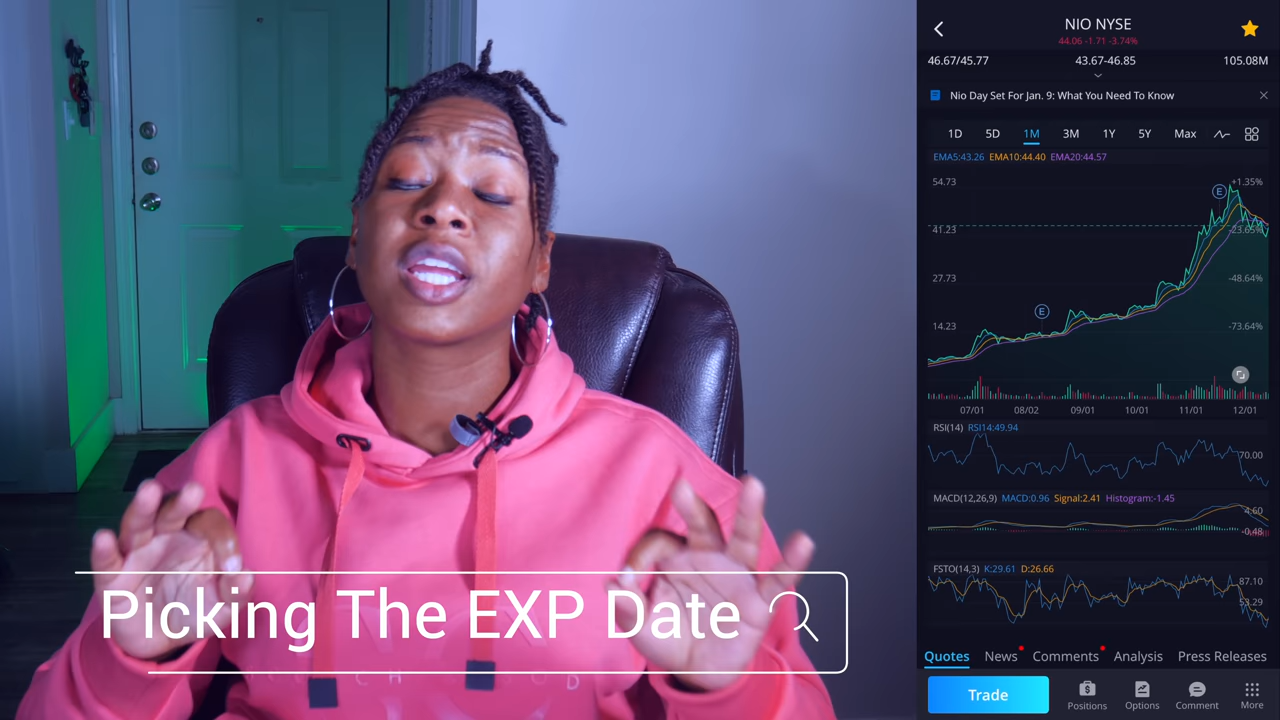 NIO NYSE
44.06 -1.71 -3.74%
46.67/45.77 43.67-46.85 105.08M
Nio Day Set For Jan. 9: What You Need To Know
1D 5D 1M 3M 1Y 5Y Max
EMA5:43.26 EMA10:44.40 EMA20:44.57
54.73 +1.35%
E
41.23 -23.65%
27.73 -48.64%
E
14.23 -73.64%
07/01 08/02 09/01 10/01 11/01 12/01
RSI(14) RSI14:49.94
70.00
MACD(12,26,9) MACD:0.96 Signal:2.41 Histogram:-1.45
4.60
-0.48
FSTO(14,3) K:29.61 D:26.66
87.10
53.29
Picking The EXP Date
Quotes News Comments Analysis Press Releases
Trade Positions Options Comment More